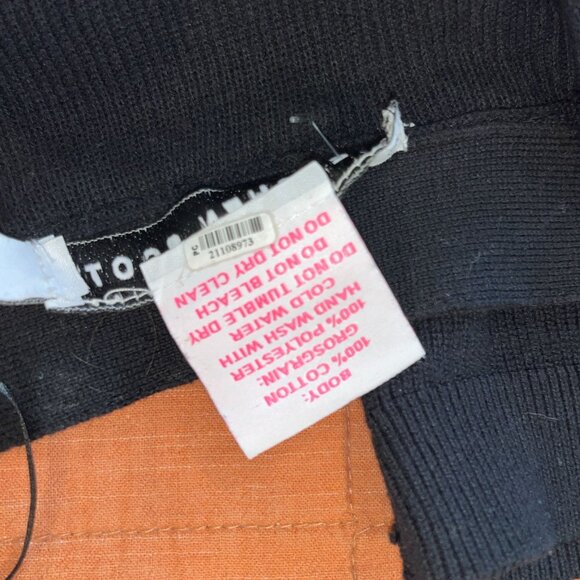 BODY:
100% COTTON
GROSGRAIN:
100% POLYESTER
HAND WASH WITH
COLD WATER
DO NOT TUMBLE DRY
DO NOT BLEACH
DO NOT DRY CLEAN
PC
21108973